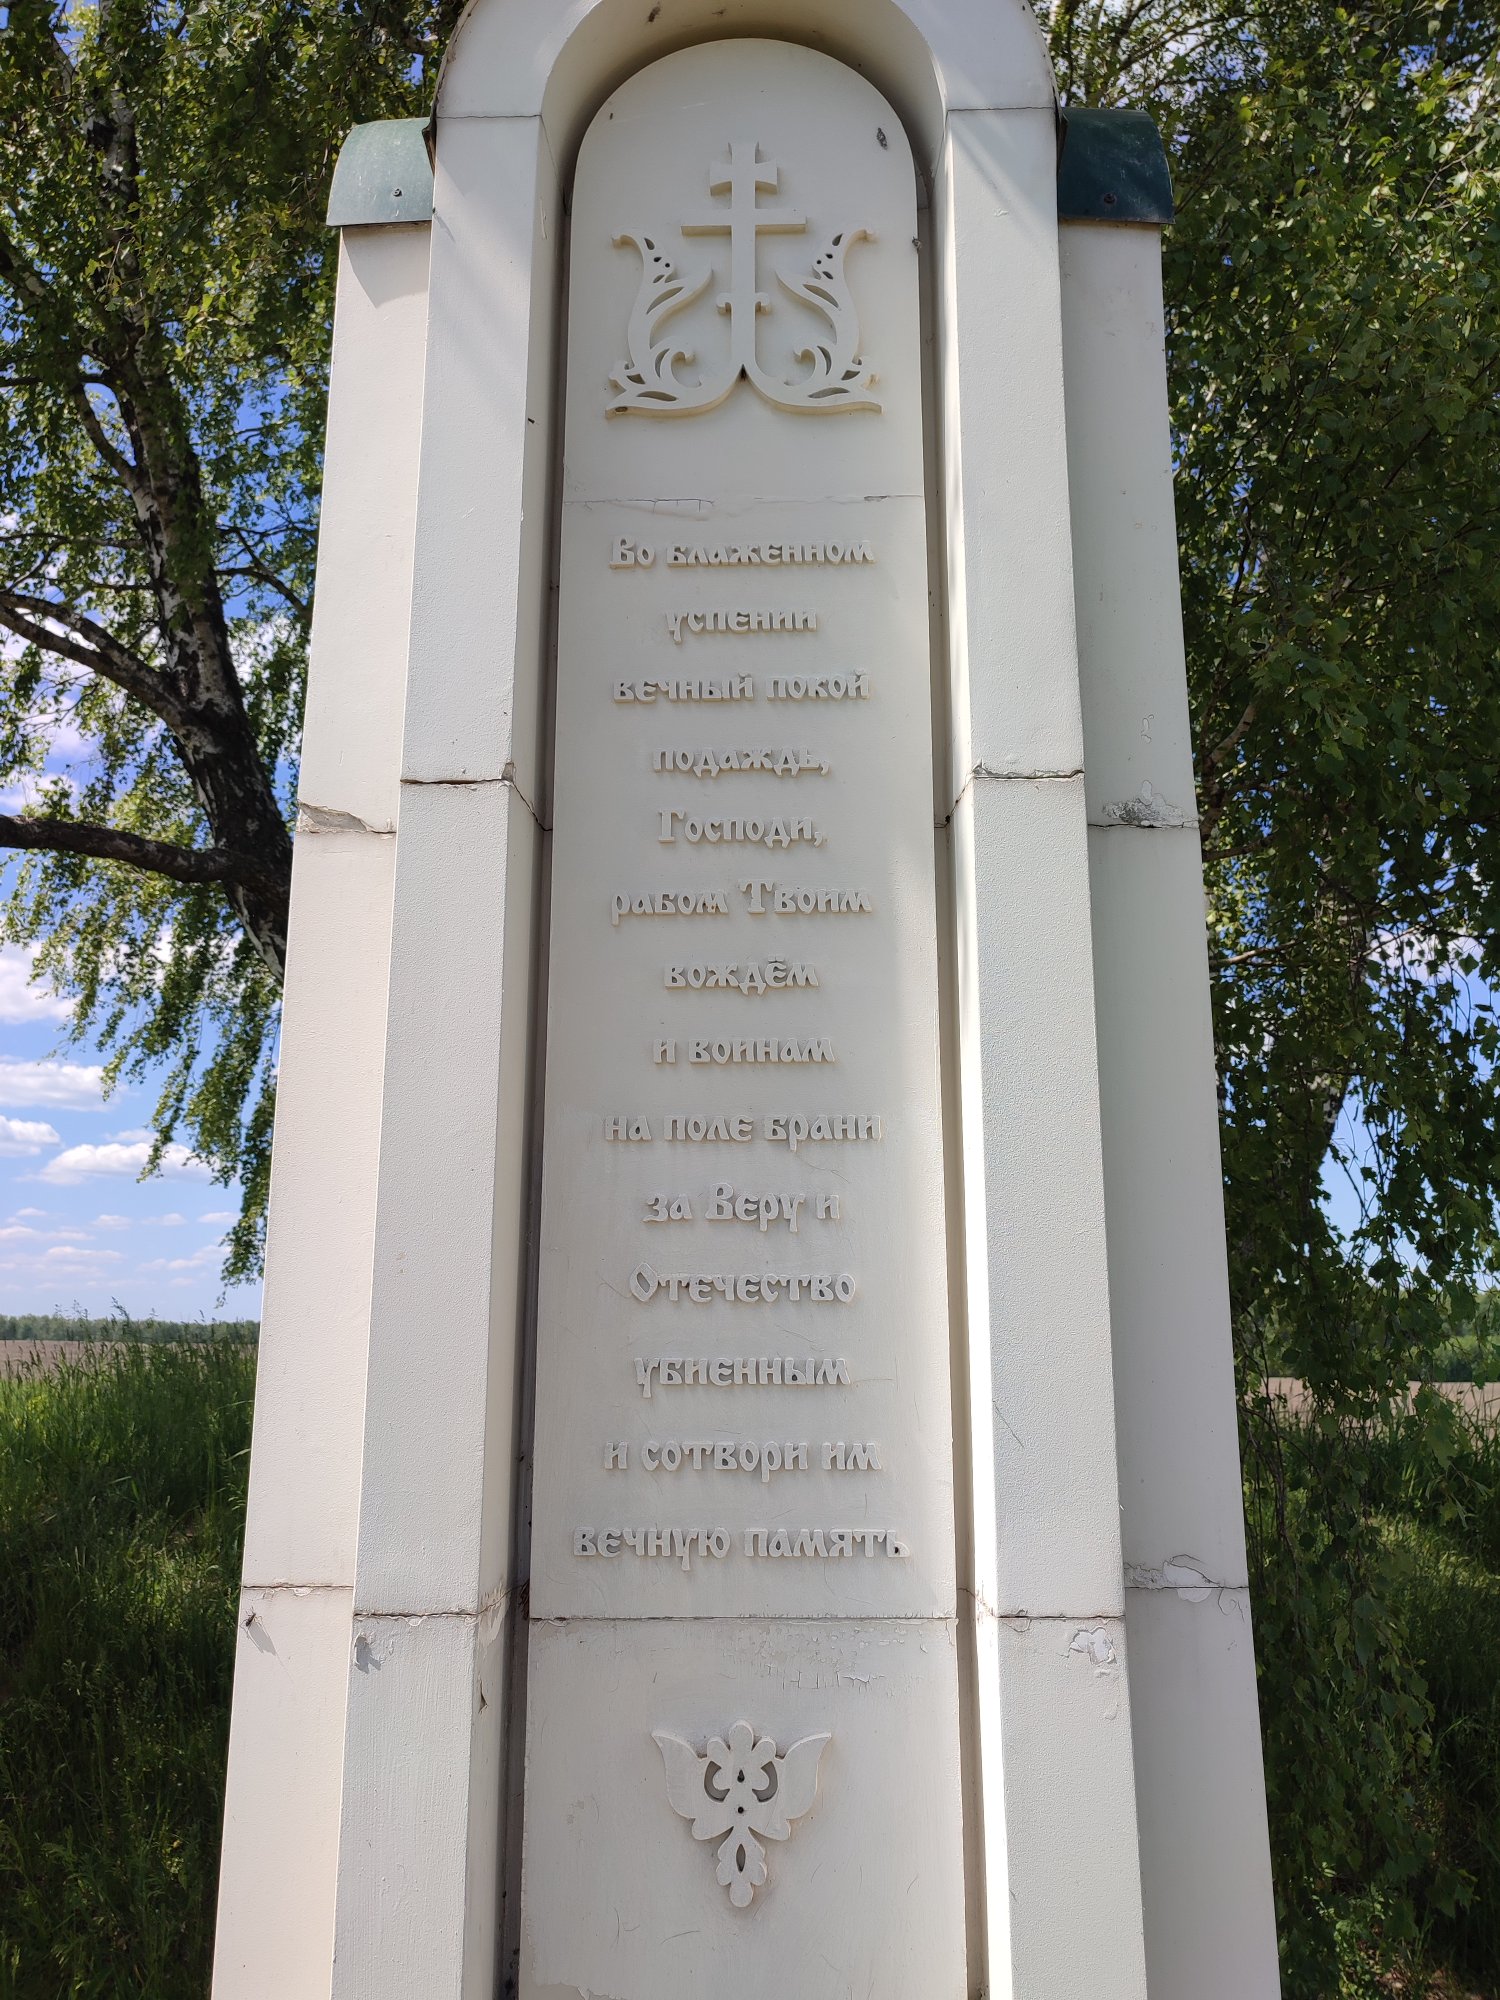 Во блаженном
успении
вечный покой
подаждь,
Господи,
рабом Твоим
вождём
и воинам
на поле брани
за Веру и
Отечество
убиенным
и сотвори им
вечную память